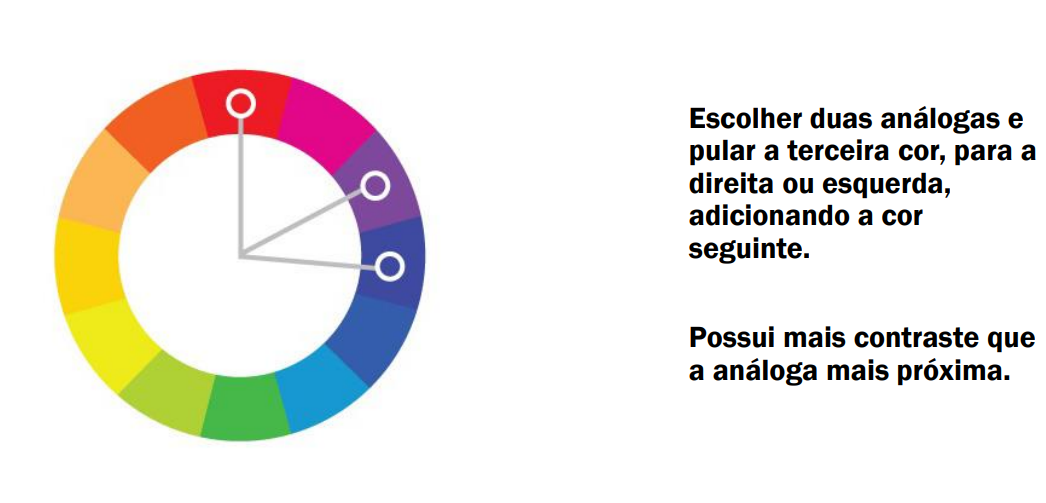 Escolher duas análogas e
pular a terceira cor, para a
direita ou esquerda,
adicionando a cor
seguinte.
Possui mais contraste que
a análoga mais próxima.